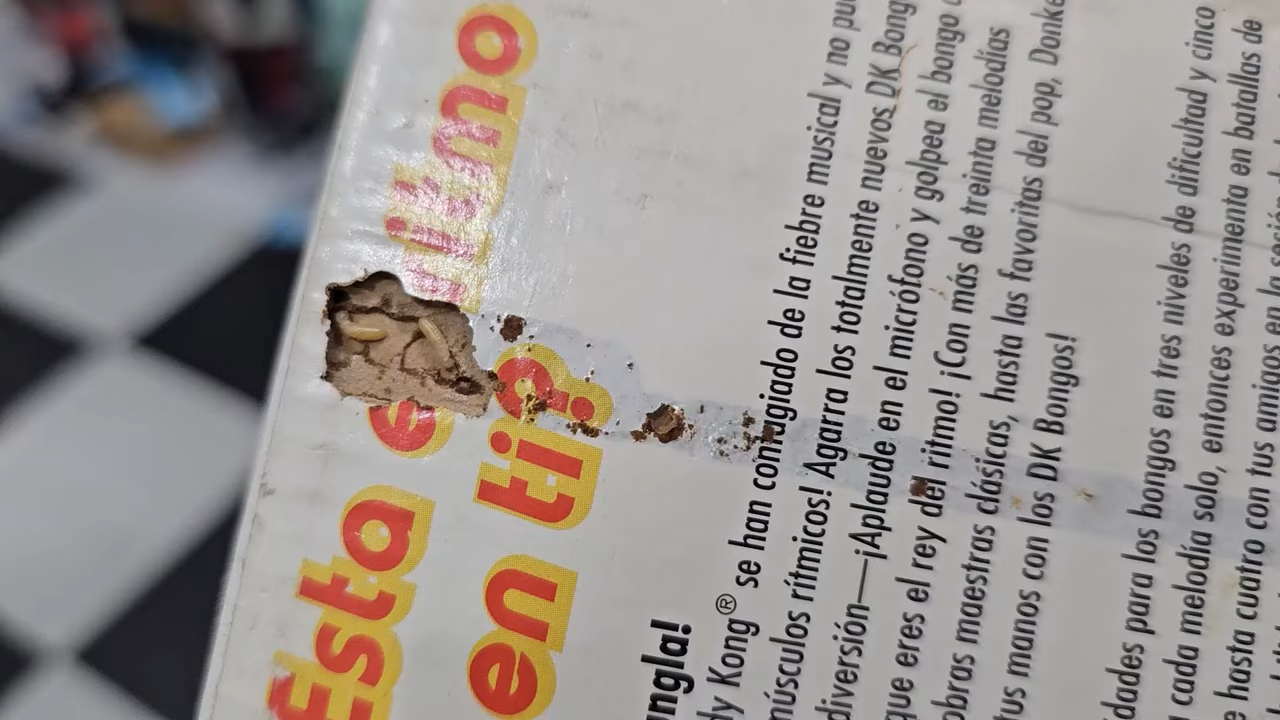 Esta e ritmo
en ti?
ungla!
dy Kong® se han contagiado de la fiebre musical y no pu
músculos rítmicos! Agarra los totalmente nuevos DK Bong
diversión—¡Aplaude en el micrófono y golpea el bongo
que eres el rey del ritmo! ¡Con más de treinta melodías
obras maestras clásicas, hasta las favoritas del pop, Donke
tus manos con los DK Bongos!
dades para los bongos en tres niveles de dificultad y cinco
cada melodía solo, entonces experimenta en batallas de
e hasta cuatro con tus amigos en la